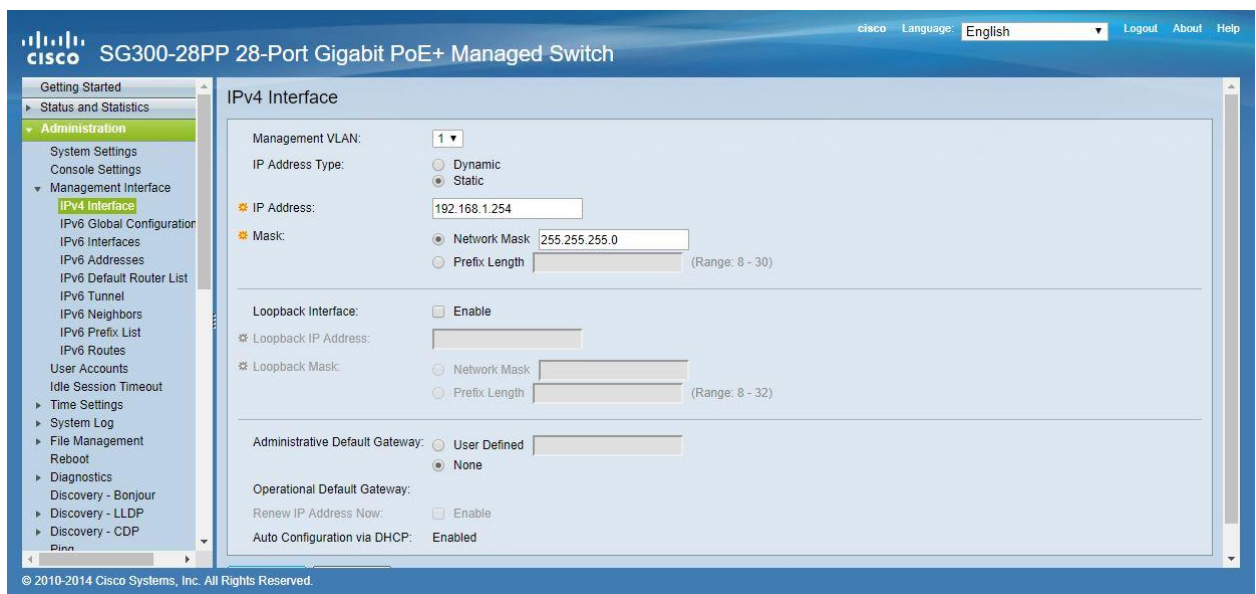 cisco Language: English Logout About Help
CISCO SG300-28PP 28-Port Gigabit PoE+ Managed Switch
Getting Started
Status and Statistics
Administration
System Settings
Console Settings
Management Interface
IPv4 Interface
IPv6 Global Configuration
IPv6 Interfaces
IPv6 Addresses
IPv6 Default Router List
IPv6 Tunnel
IPv6 Neighbors
IPv6 Prefix List
IPv6 Routes
User Accounts
Idle Session Timeout
Time Settings
System Log
File Management
Reboot
Diagnostics
Discovery - Bonjour
Discovery - LLDP
Discovery - CDP
Ping
IPv4 Interface
Management VLAN: 1
IP Address Type: Dynamic
Static
IP Address: 192.168.1.254
Mask: Network Mask 255.255.255.0
Prefix Length (Range: 8 - 30)
Loopback Interface: Enable
Loopback IP Address:
Loopback Mask: Network Mask
Prefix Length (Range: 8 - 32)
Administrative Default Gateway: User Defined
None
Operational Default Gateway:
Renew IP Address Now: Enable
Auto Configuration via DHCP: Enabled
© 2010-2014 Cisco Systems, Inc. All Rights Reserved.